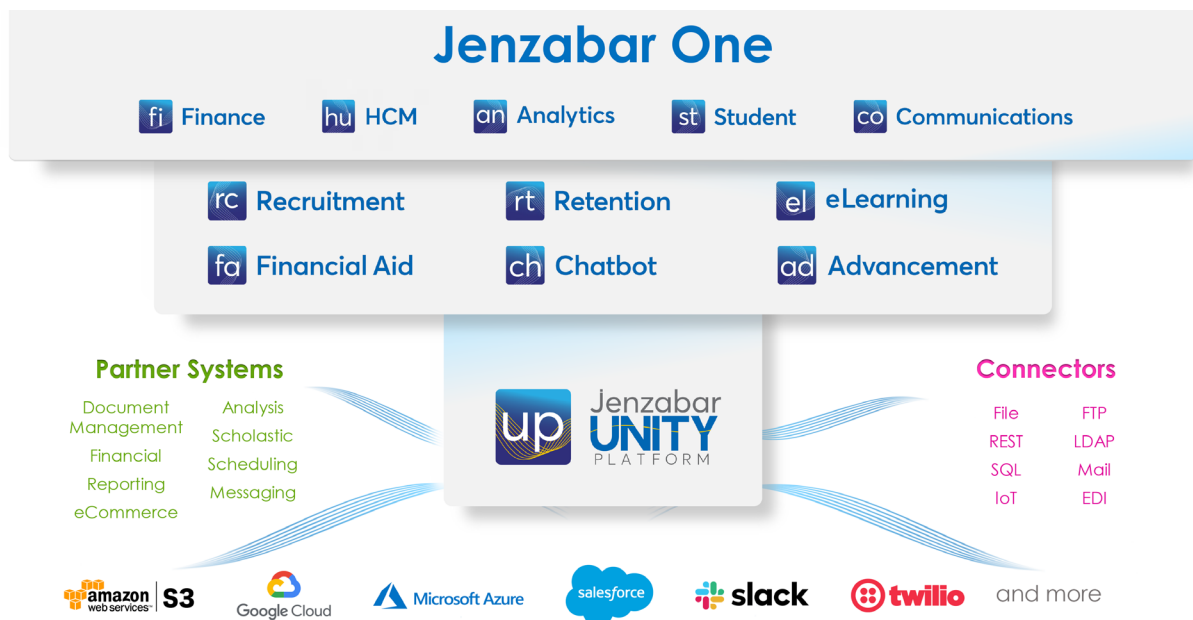 Jenzabar One
fi Finance
hu HCM
an Analytics
st Student
co Communications
rc Recruitment
rt Retention
el eLearning
fa Financial Aid
ch Chatbot
ad Advancement
up
Jenzabar
UNITY
PLATFORM
Partner Systems
Document
Management
Financial
Reporting
eCommerce
Analysis
Scholastic
Scheduling
Messaging
Connectors
File
REST
SQL
IoT
FTP
LDAP
Mail
EDI
amazon
web services™
S3
Google Cloud
Microsoft Azure
salesforce
slack
twilio
and more